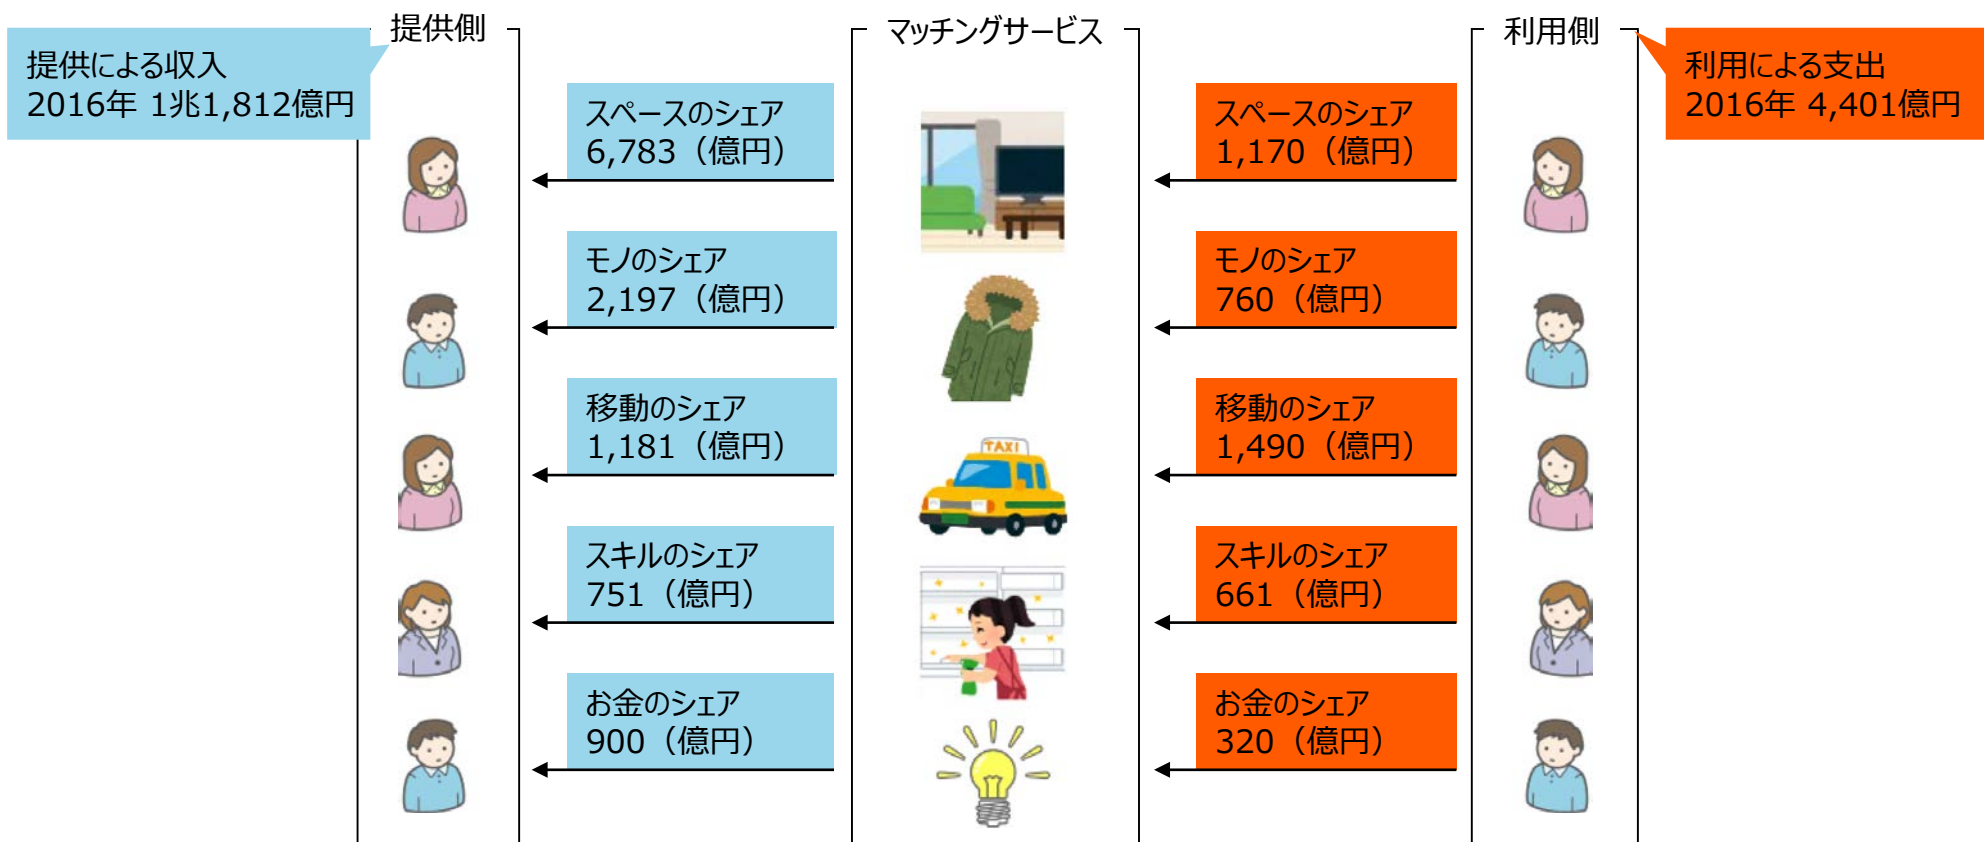 提供側
マッチングサービス
利用側
提供による収入
2016年 1兆1,812億円
利用による支出
2016年 4,401億円
スペースのシェア
6,783（億円）
スペースのシェア
1,170（億円）
モノのシェア
2,197（億円）
モノのシェア
760（億円）
移動のシェア
1,181（億円）
TAXI
移動のシェア
1,490（億円）
スキルのシェア
751（億円）
スキルのシェア
661（億円）
お金のシェア
900（億円）
お金のシェア
320（億円）